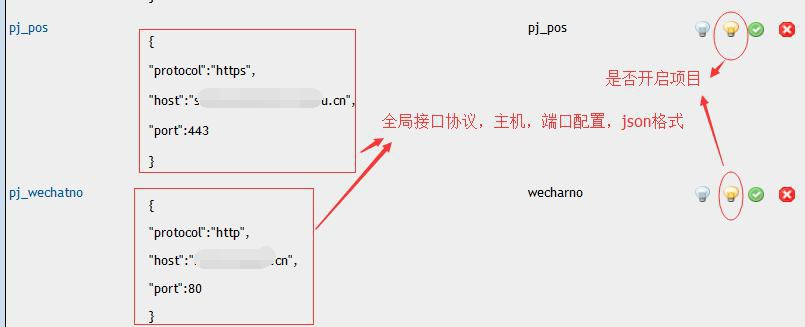 pj_pos
{
"protocol":"https",
"host":"s u.cn",
"port":443
}
pj_pos
是否开启项目
全局接口协议，主机，端口配置，json格式
pj_wechatno
{
"protocol":"http",
"host":" .cn",
"port":80
}
wecharno